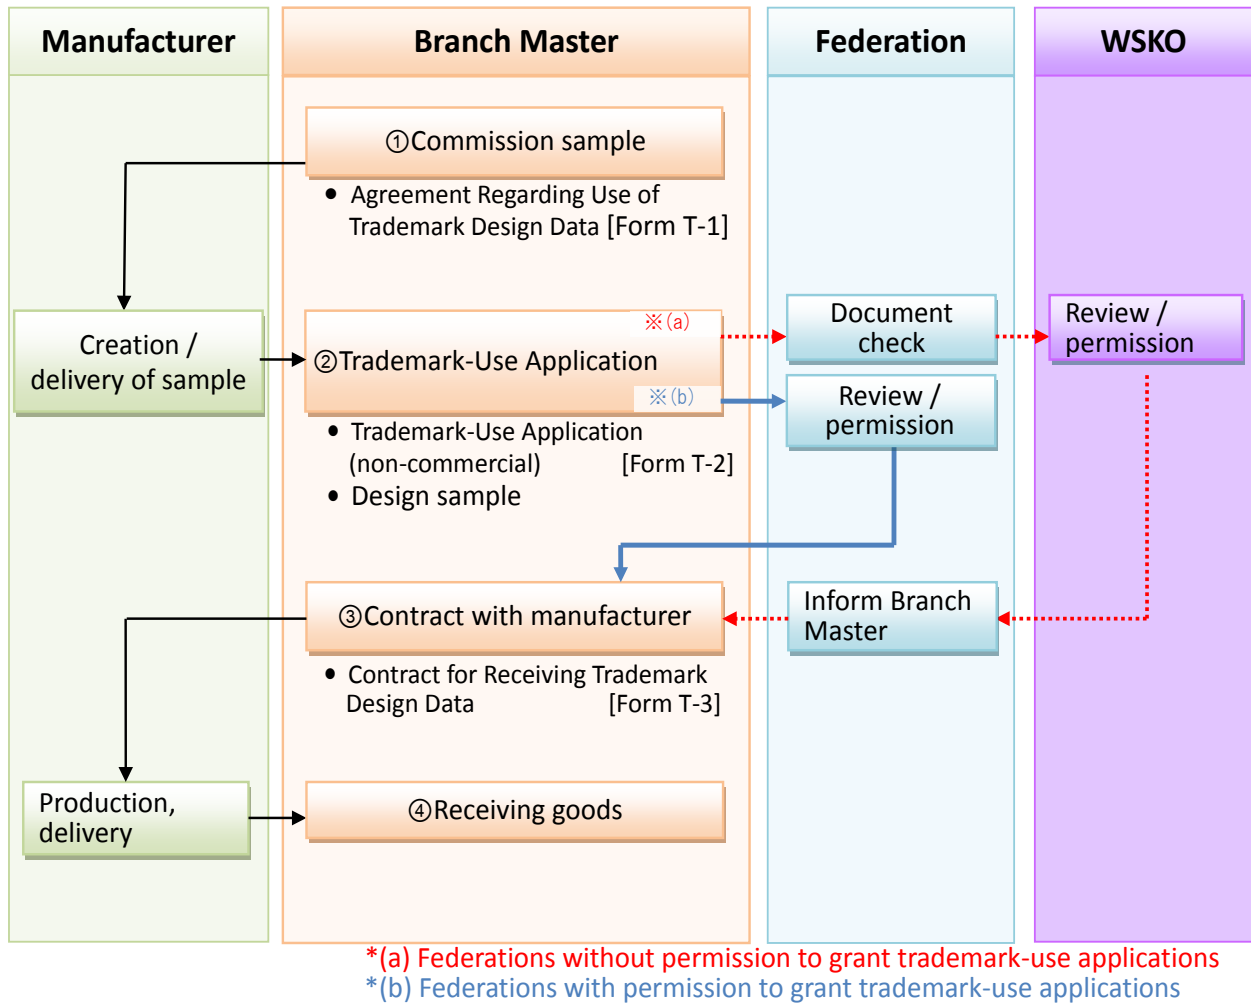 Manufacturer
Branch Master
Federation
WSKO
①Commission sample
• Agreement Regarding Use of
Trademark Design Data [Form T-1]
Creation /
delivery of sample
※(a)
②Trademark-Use Application
※(b)
Document
check
Review /
permission
Review /
permission
• Trademark-Use Application
(non-commercial) [Form T-2]
• Design sample
③Contract with manufacturer
Inform Branch
Master
• Contract for Receiving Trademark
Design Data [Form T-3]
Production,
delivery
④Receiving goods
*(a) Federations without permission to grant trademark-use applications
*(b) Federations with permission to grant trademark-use applications